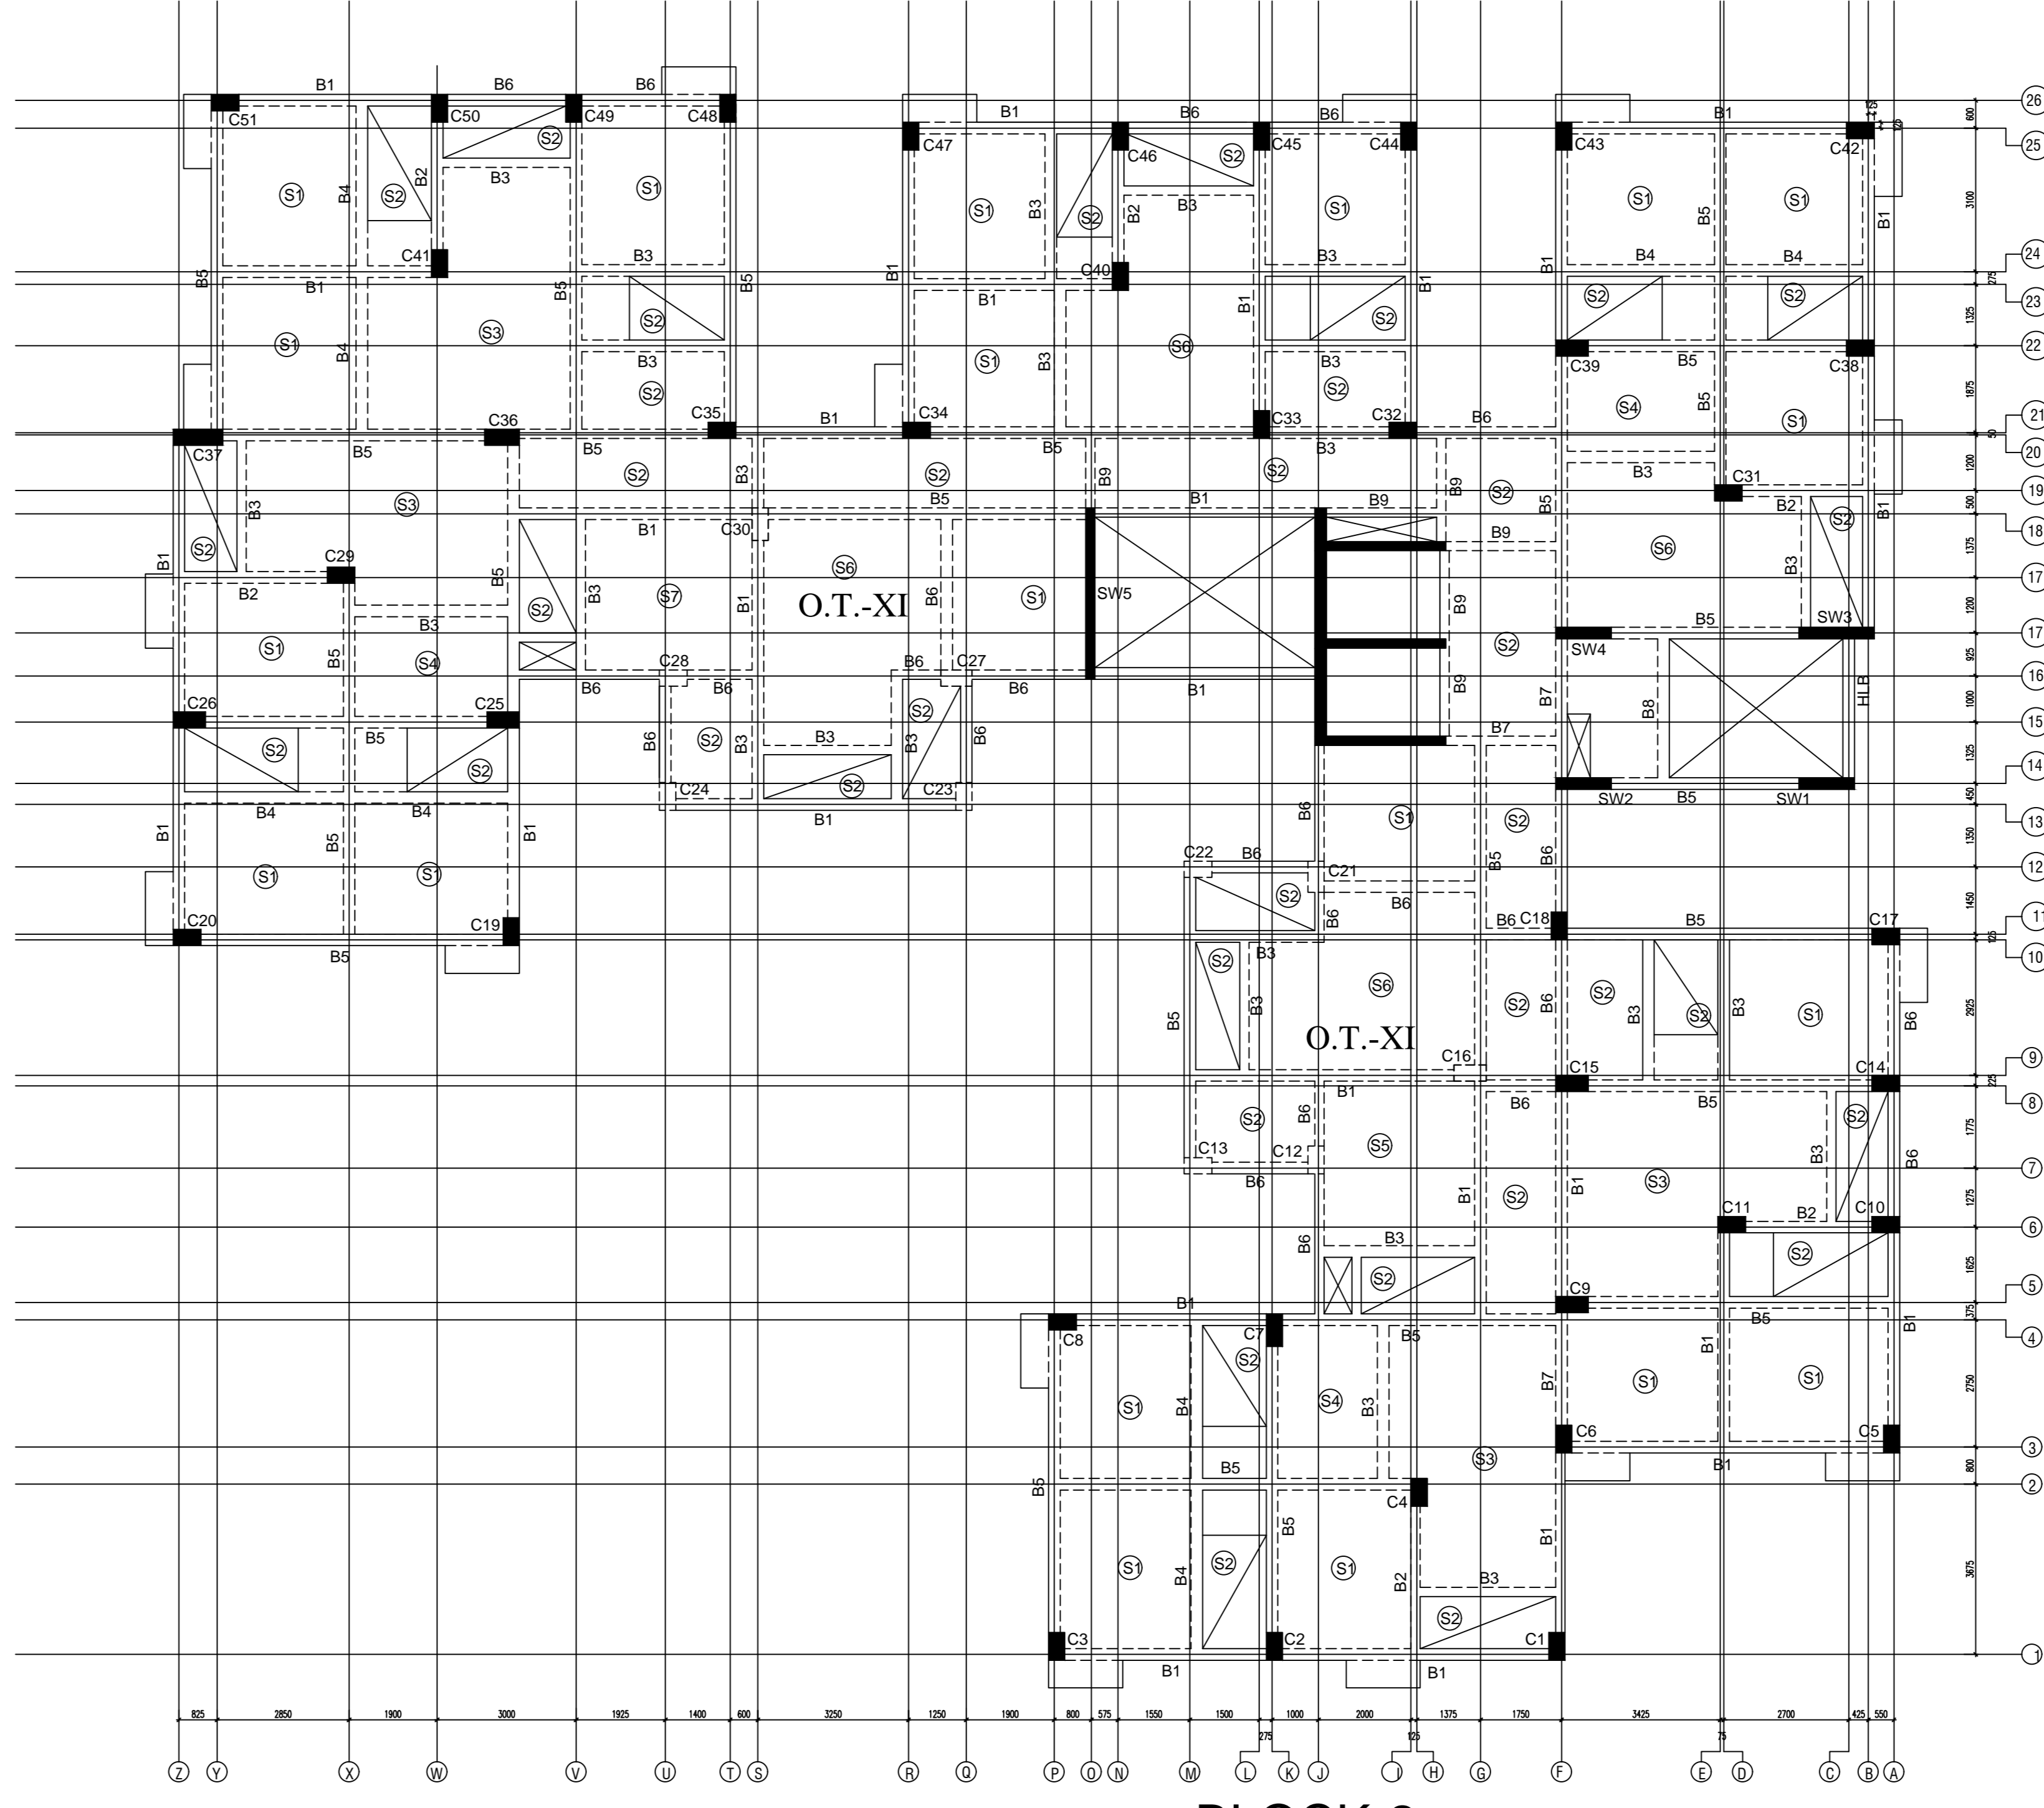 B1 B6 B6
C51 C50 C49 C48
B1 B6 B6 B1
C47 C46 C45 C44 C43 C42
125 125
26
600
25
S2 S2
S1 B4 S2 B2 B3 S1
S1 B3 S2 B2 B3 S1
S1 B5 S1 B1
3100
C41 B3 C40 B3 B4 B4
24
275
B5 B1 B5 B5 B1 B1 B1 B1 B1
S2 S2
23
S1 B4 S3 S2 S6 S2
1325
22
B3 S1 B3 B3 C39 B5 C38
S2 S2 S4 B5 S1
1875
C37 C36 C35 B1 C34 C33 C32 B6
21
50
B5 B5 B3 B5 B9 B3 B3
20
S2 S2 S2
1200
S3 B3 B5 B1 B9 B9 S2 B5 C31 B2 B1
19
500
B1 C30 B9 S2
18
S2 C29 S6 S6 B3
1375
B1 B2 B5 S2 B3 S7 B1 O.T.-XI B6 S1 SW5 B9
17
1200
S1 B3 B5 SW3
17
B5 S4 S2 SW4
925
C28 B6 C27
16
C26 C25 B6 B6 B6 B1 B9 B7 B8 HLB
1000
B5 S2 B7
15
S2 S2 B6 B3 B3 B3 B6
1325
C24 S2 C23
14
B4 B4 B1 SW2 B5 SW1
450
13
B1 B5 B1 B6 S1 S2 B5 B6
1350
S1 S1 C22 B6 C21
12
S2 B6 B6
1450
C20 C19 B6 C18 B5 C17
11
125
B5 B3
10
S2 S6 S2 B6 S2 B3 S2 B3 S1 B6
2925
B5 B3 O.T.-XI
C16 C15 C14
9
225
B1 B6 B5
8
S2 B6 S5 S2
1775
C13 C12 B3 B6
7
B6 B1 S2 B1 S3
1275
C11 B2 C10
6
B6 B3 S2
S2
1625
B1 C9
5
375
C8 C7 B5 B5 B1 B1
4
S2
S1 B4 S4 B3 B7 S1 S1
2750
C6 C5
3
B5 B5 S3 B1
800
2
C4
B5
S1 B4 S2 S1 B2 B1
3675
B3
S2
C3 C2 C1
1
B1 B1
825 2850 1900 3000 1925 1400 600 3250 1250 1900 800 575 1550 1500 275 1000 2000 125 1375 1750 3425 75 2700 425 550
Z Y X W V U T S R Q P O N M L K J I H G F E D C B A